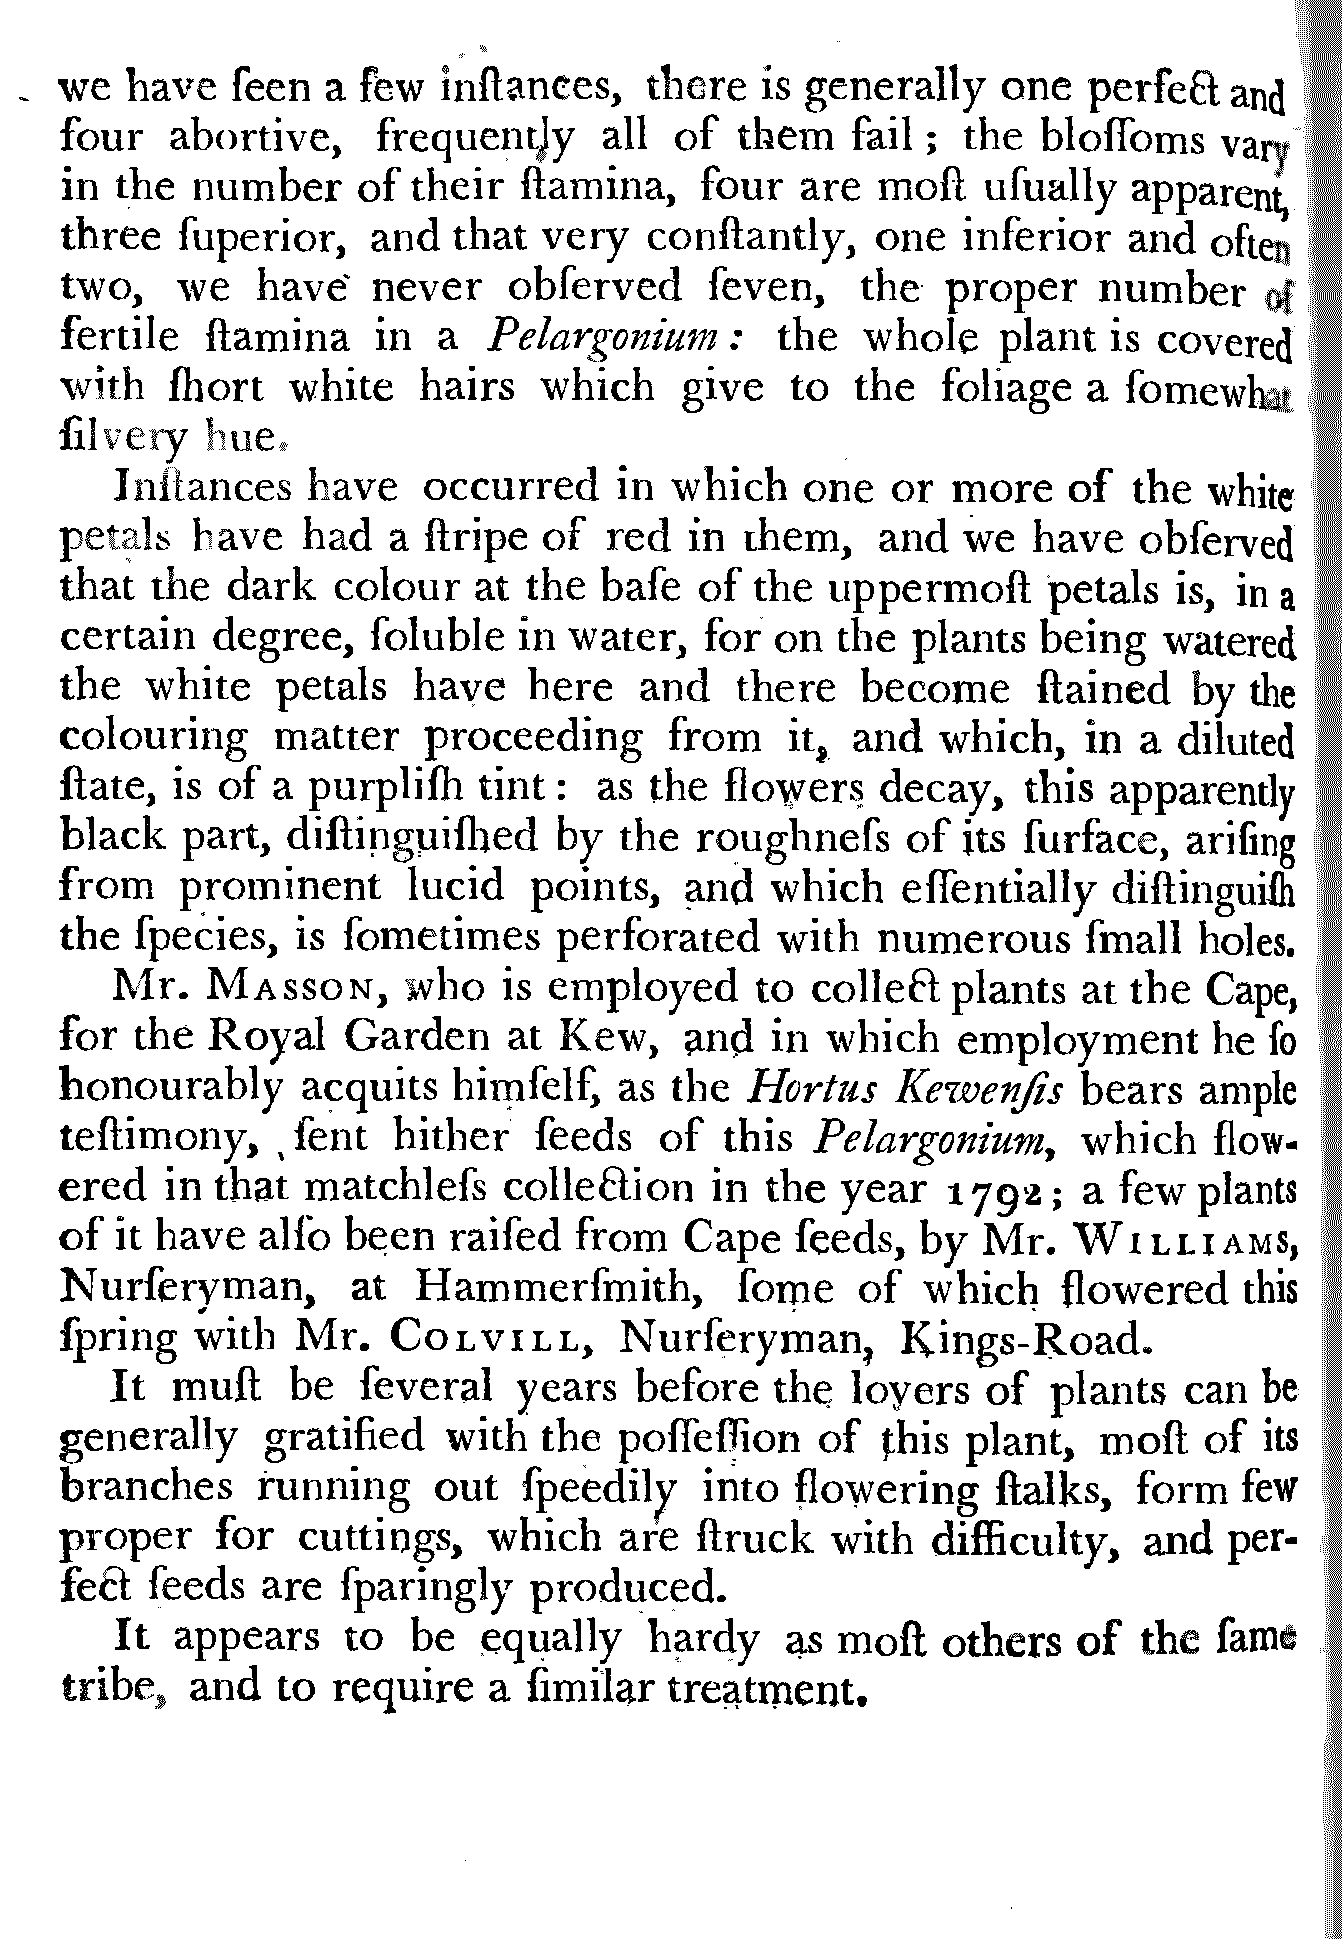 we have ſeen a few inſtances, there is generally one perfect and
four abortive, frequently all of them fail ; the bloſſoms vary
in the number of their ſtamina, four are moſt uſually apparent,
three ſuperior, and that very conſtantly, one inferior and often
two, we have never obſerved ſeven, the proper number of
fertile ſtamina in a Pelargonium : the whole plant is covered
with ſhort white hairs which give to the foliage a ſomewhat
ſilvery hue.
Inſtances have occurred in which one or more of the white
petals have had a ſtripe of red in them, and we have obſerved
that the dark colour at the baſe of the uppermoſt petals is, in a
certain degree, ſoluble in water, for on the plants being watered
the white petals have here and there become ſtained by the
colouring matter proceeding from it, and which, in a diluted
ſtate, is of a purpliſh tint : as the flowers decay, this apparently
black part, diſtinguiſhed by the roughneſs of its ſurface, ariſing
from prominent lucid points, and which eſſentially diſtinguiſh
the ſpecies, is ſometimes perforated with numerous ſmall holes.
Mr. MASSON, who is employed to collect plants at the Cape,
for the Royal Garden at Kew, and in which employment he ſo
honourably acquits himſelf, as the Hortus Kewenſis bears ample
teſtimony, ſent hither ſeeds of this Pelargonium, which flow-
ered in that matchleſs collection in the year 1792; a few plants
of it have alſo been raiſed from Cape ſeeds, by Mr. WILLIAMS,
Nurſeryman, at Hammerſmith, ſome of which flowered this
ſpring with Mr. COLVILL, Nurſeryman, Kings-Road.
It muſt be ſeveral years before the lovers of plants can be
generally gratified with the poſſeſſion of this plant, moſt of its
branches running out ſpeedily into flowering ſtalks, form few
proper for cuttings, which are ſtruck with difficulty, and per-
fect ſeeds are ſparingly produced.
It appears to be equally hardy as moſt others of the ſame
tribe, and to require a ſimilar treatment.